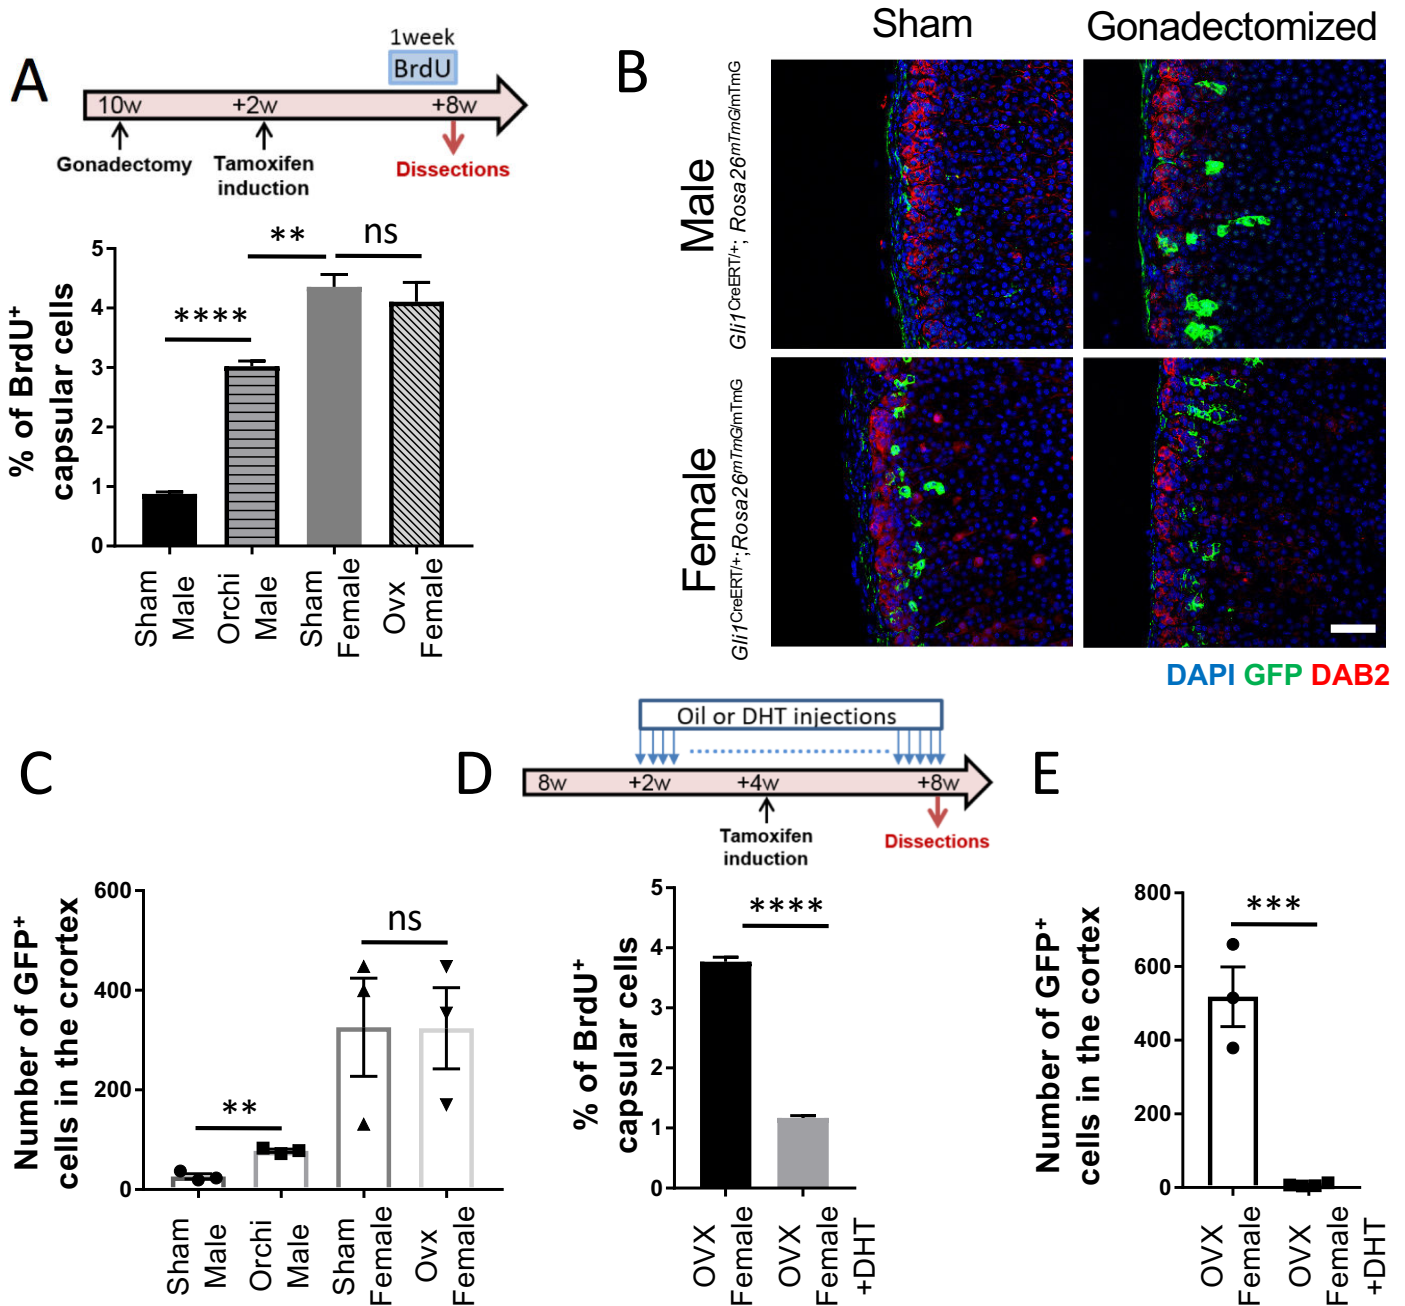 A
1week
BrdU
10w +2w +8w
Gonadectomy
Tamoxifen
induction
Dissections
% of BrdU+
capsular cells
5
4
3
2
1
0
****
**
ns
Sham
Male
Orchi
Male
Sham
Female
Ovx
Female
B
Sham
Gonadectomized
Male
Gli1CreERT/+; Rosa26mTmG/mTmG
Female
Gli1CreERT/+;Rosa26mTmG/mTmG
DAPI GFP DAB2
C
Number of GFP+
cells in the crortex
600
400
200
0
**
ns
Sham
Male
Orchi
Male
Sham
Female
Ovx
Female
D
Oil or DHT injections
8w +2w +4w +8w
Tamoxifen
induction
Dissections
% of BrdU+
capsular cells
5
4
3
2
1
0
****
OVX
Female
OVX
Female
+DHT
E
Number of GFP+
cells in the cortex
800
600
400
200
0
***
OVX
Female
OVX
Female
+DHT